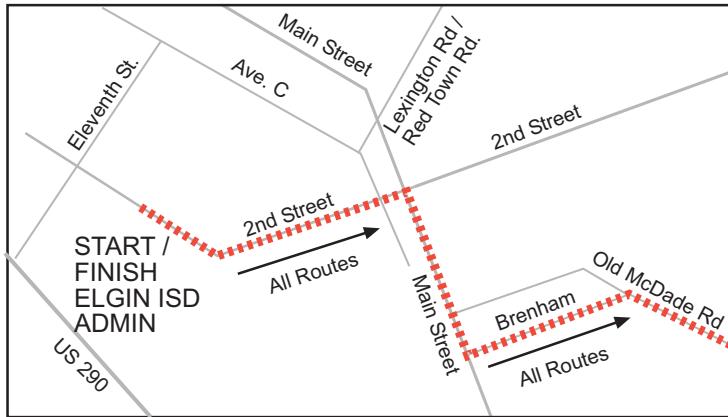 Main Street
Ave. C
Eleventh St.
Lexington Rd /
Red Town Rd.
2nd Street
2nd Street
START /
FINISH
ELGIN ISD
ADMIN
All Routes
Main Street
Old McDade Rd
Brenham
All Routes
US 290